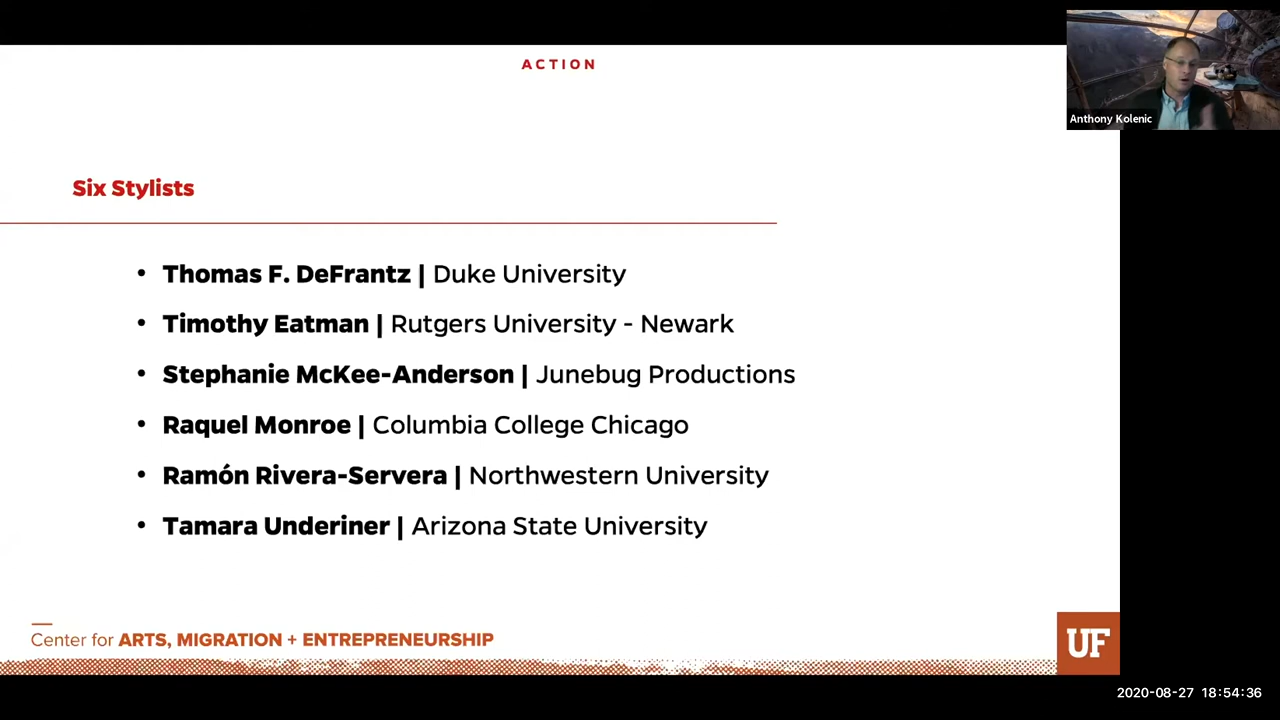 ACTION
Anthony Kolenic
Six Stylists
• Thomas F. DeFrantz | Duke University
• Timothy Eatman | Rutgers University - Newark
• Stephanie McKee-Anderson | Junebug Productions
• Raquel Monroe | Columbia College Chicago
• Ramón Rivera-Servera | Northwestern University
• Tamara Underiner | Arizona State University
Center for ARTS, MIGRATION + ENTREPRENEURSHIP
UF
2020-08-27 18:54:36